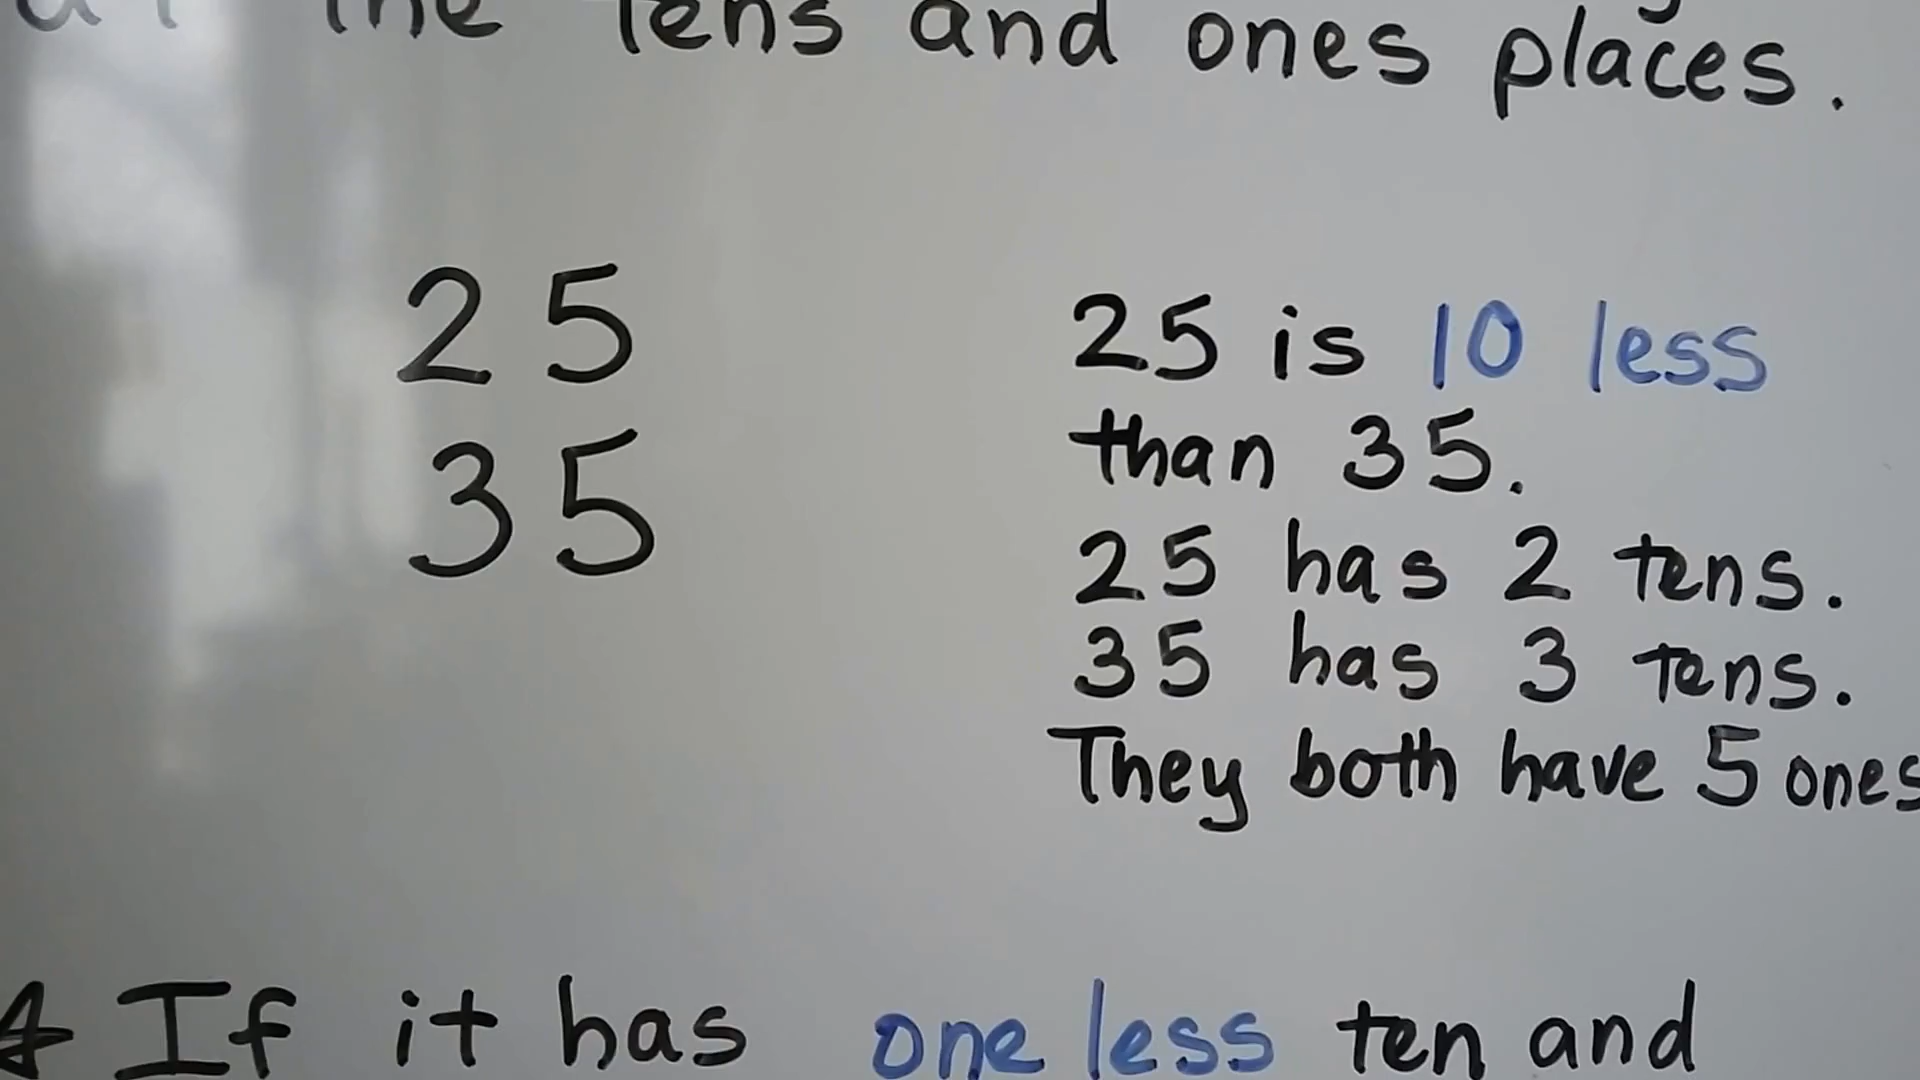 the tens and ones places.
25
35
25 is 10 less
than 35.
25 has 2 tens.
35 has 3 tens.
They both have 5 ones
If it has one less ten and